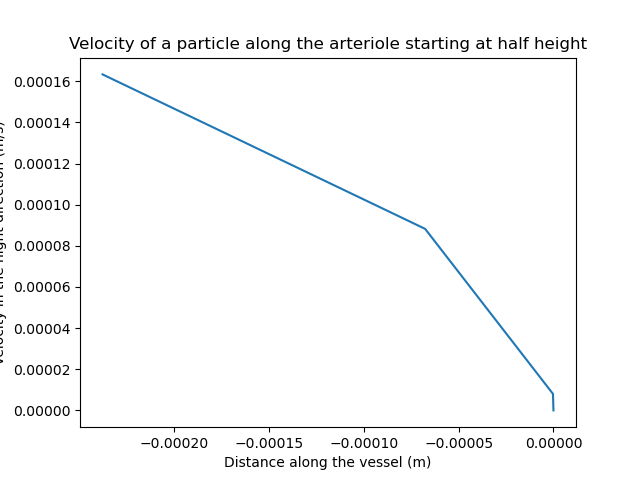 Velocity of a particle along the arteriole starting at half height
0.00016
0.00014
0.00012
0.00010
0.00008
0.00006
0.00004
0.00002
0.00000
in the
direction (m/s)
−0.00020 −0.00015 −0.00010 −0.00005 0.00000
Distance along the vessel (m)